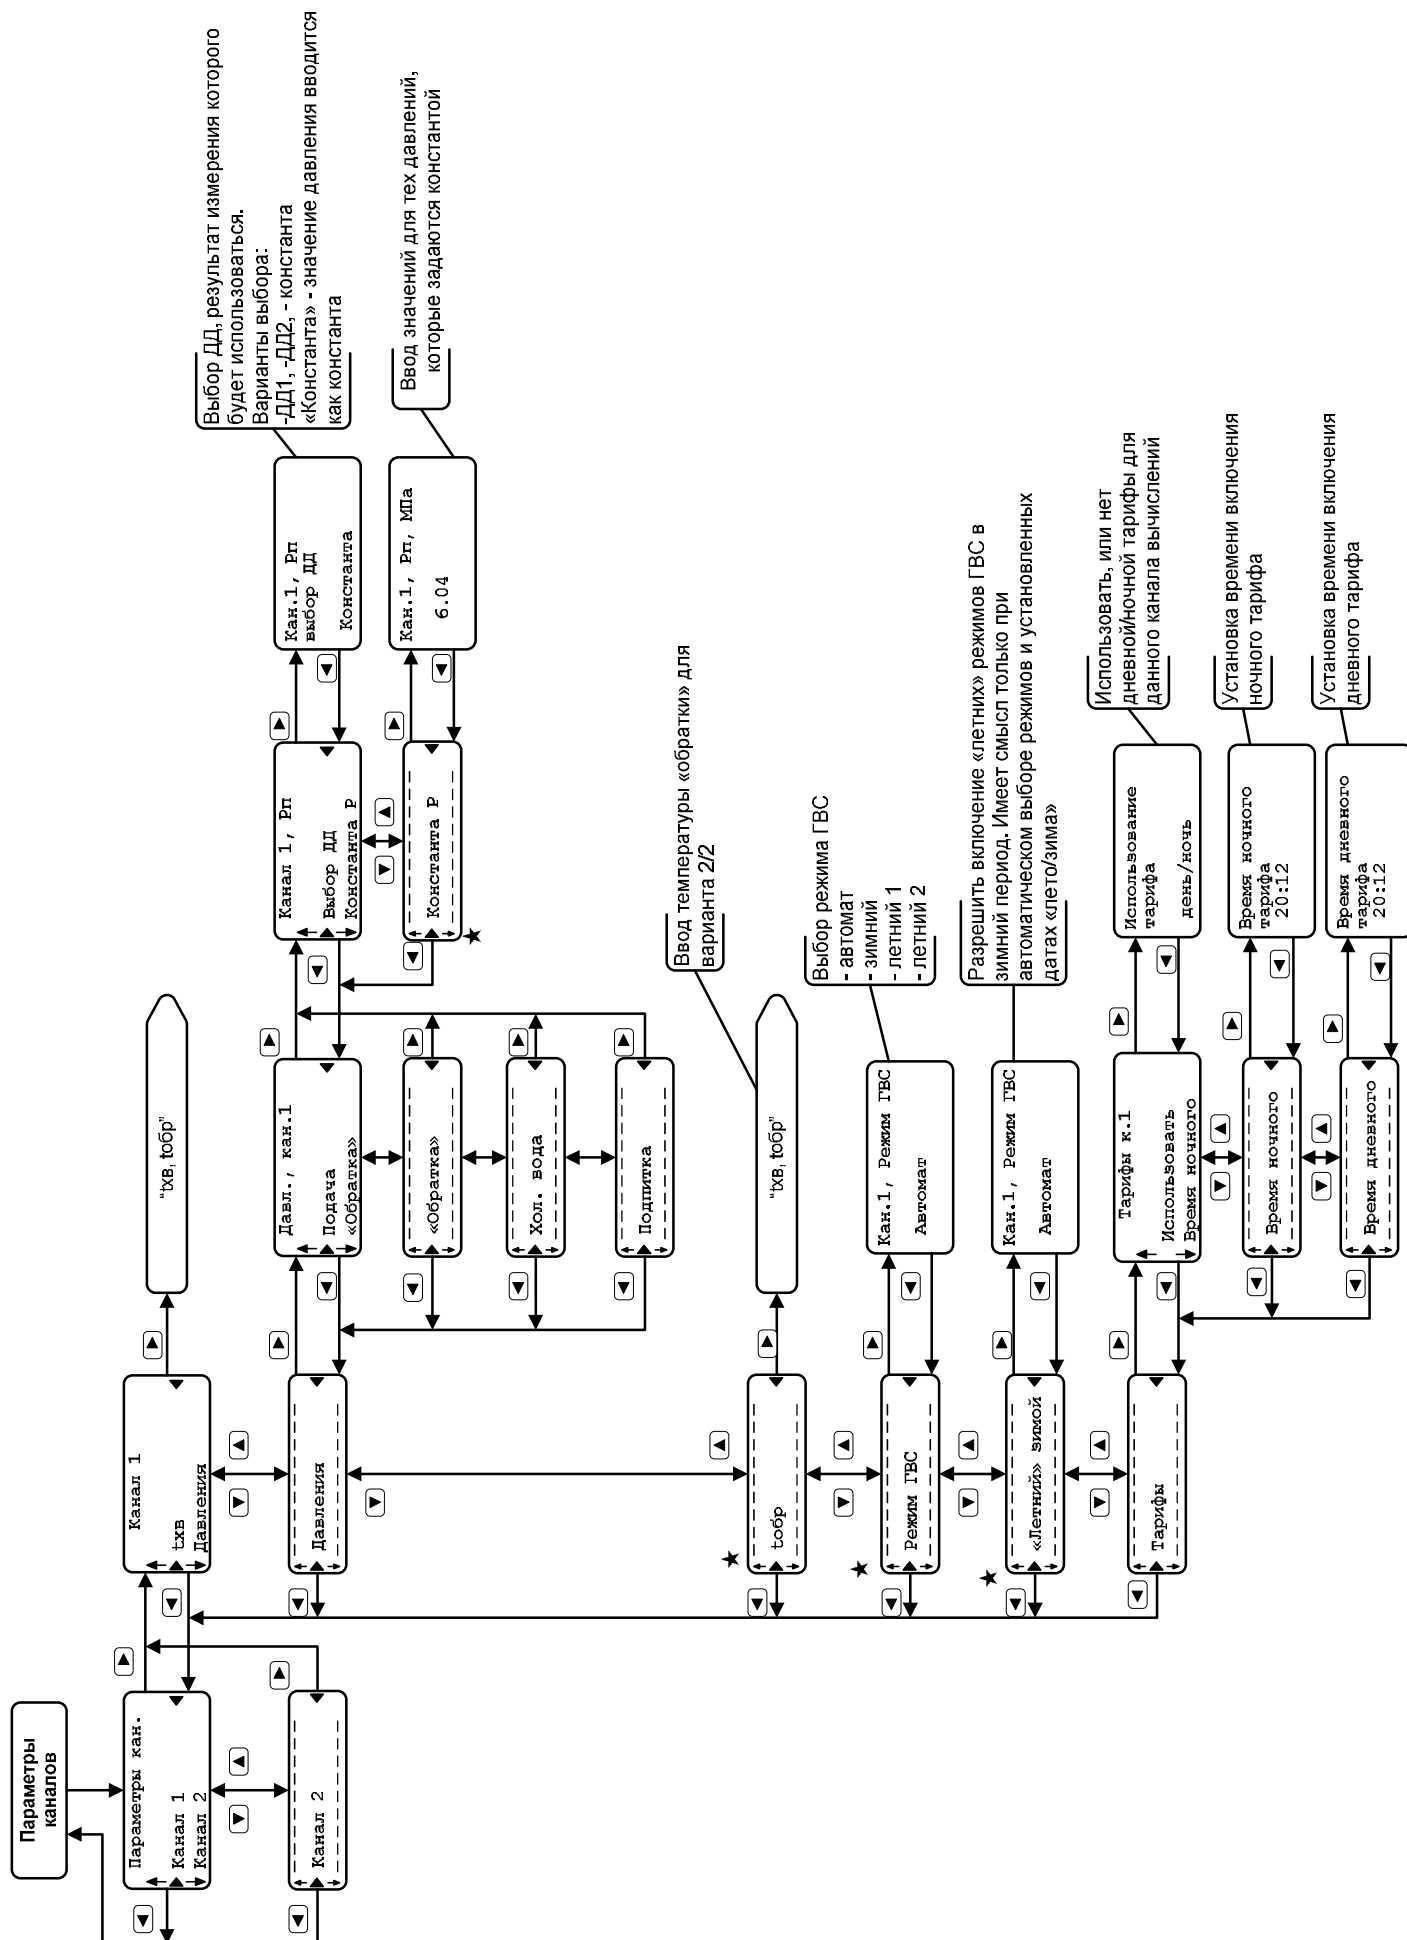 Параметры
каналов
Параметры кан.
Канал 1
Канал 2
Канал 2
Канал 1
tхв
Давления
"tхв, tобр"
Давления
Давл., кан.1
Подача
«Обратка»
«Обратка»
Хол. вода
Подпитка
Канал 1, Рп
Выбор ДД
Константа Р
Константа Р
Кан.1, Рп
выбор ДД
Константа
Кан.1, Рп, МПа
6.04
Выбор ДД, результат измерения которого
будет использоваться.
Варианты выбора:
-ДД1, -ДД2, - константа
«Константа» - значение давления вводится
как константа
Ввод значений для тех давлений,
которые задаются константой
tобр
"tхв, tобр"
Ввод температуры «обратки» для
варианта 2/2
Режим ГВС
Кан.1, Режим ГВС
Автомат
Выбор режима ГВС
- автомат
- зимний
- летний 1
- летний 2
«Летний» зимой
Кан.1, Режим ГВС
Автомат
Разрешить включение «летних» режимов ГВС в
зимний период. Имеет смысл только при
автоматическом выборе режимов и установленных
датах «лето/зима»
Тарифы
Тарифы к.1
Использовать
Время ночного
Время ночного
Время дневного
Использование
тарифа
день/ночь
Время ночного
тарифа
20:12
Время дневного
тарифа
20:12
Использовать, или нет
дневной/ночной тарифы для
данного канала вычислений
Установка времени включения
ночного тарифа
Установка времени включения
дневного тарифа